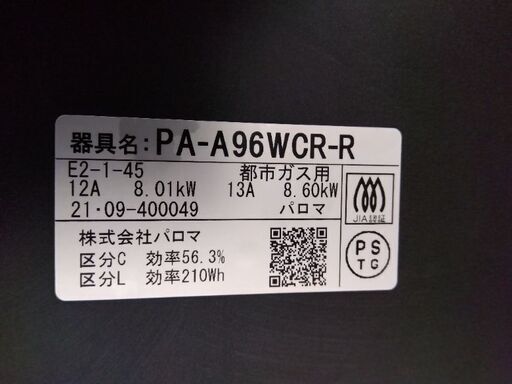 器具名:PA-A96WCR-R
E2-1-45 都市ガス用
12A 8.01kW 13A 8.60kW
21・09-400049 パロマ
JIA認証
株式会社パロマ
区分C 効率56.3%
区分L 効率210Wh
PS
TG